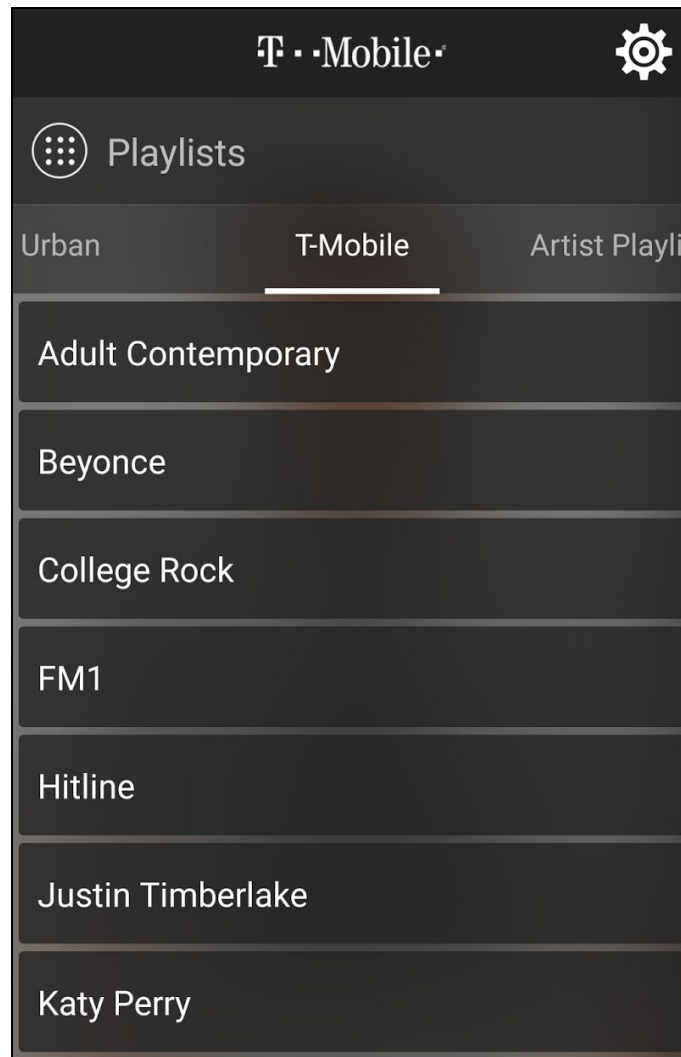 T··Mobile·
Playlists
Urban T-Mobile Artist Playli
Adult Contemporary
Beyonce
College Rock
FM1
Hitline
Justin Timberlake
Katy Perry